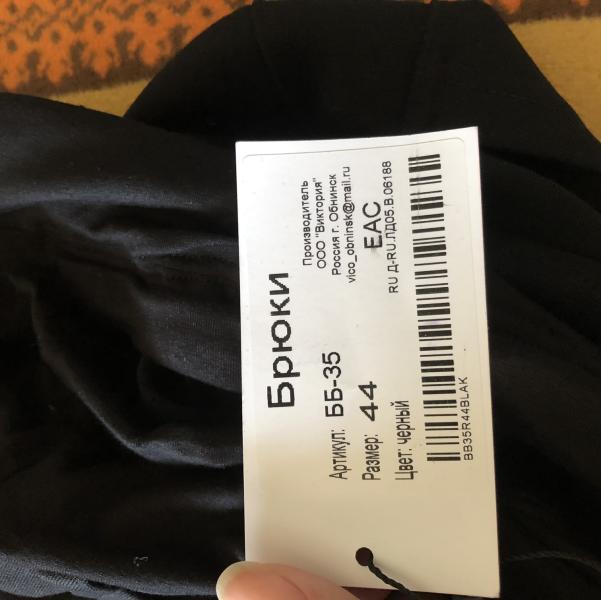 Брюки
Производитель
ООО "Виктория"
Россия г. Обнинск
vico_obninsk@mail.ru
EAC
RU Д-RU.ПД05.В.06188
Артикул: ББ-35
Размер: 44
Цвет: черный
BB35R44BLAK